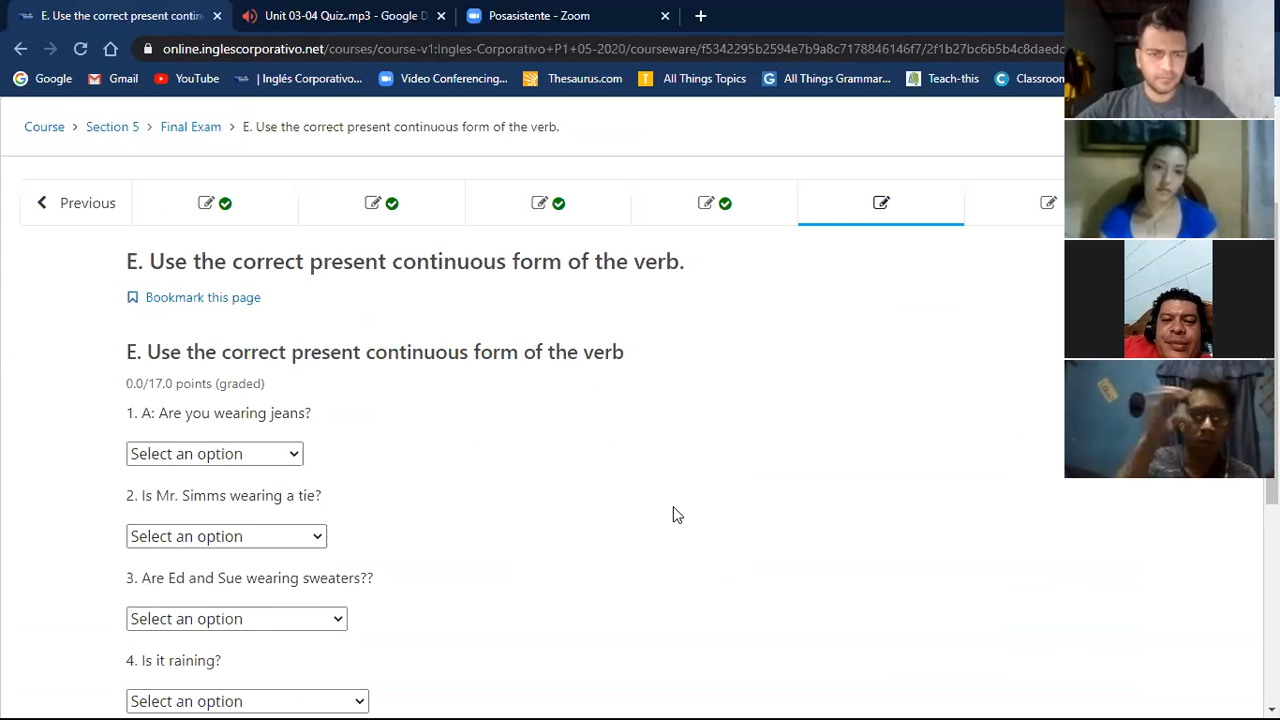 E. Use the correct present contin
Unit 03-04 Quiz..mp3 - Google D
Posasistente - Zoom
online.inglescorporativo.net/courses/course-v1:Ingles-Corporativo+P1+05-2020/courseware/f5342295b2594e7b9a8c7178846146f7/2f1b27bc6b5b4c8daedc
Google
Gmail
YouTube
| Inglés Corporativo...
Video Conferencing...
Thesaurus.com
All Things Topics
All Things Grammar...
Teach-this
Classroom
Course > Section 5 > Final Exam > E. Use the correct present continuous form of the verb.
Previous
E. Use the correct present continuous form of the verb.
Bookmark this page
E. Use the correct present continuous form of the verb
0.0/17.0 points (graded)
1. A: Are you wearing jeans?
Select an option
2. Is Mr. Simms wearing a tie?
Select an option
3. Are Ed and Sue wearing sweaters??
Select an option
4. Is it raining?
Select an option